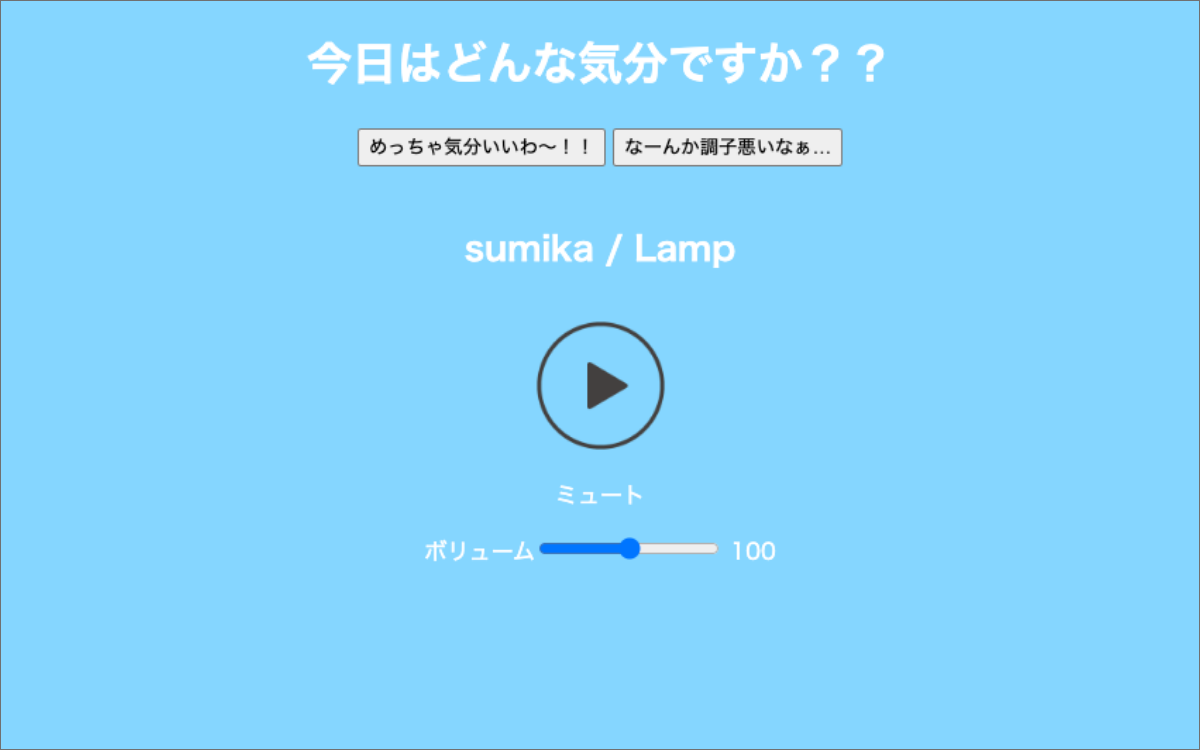 今日はどんな気分ですか？？
めっちゃ気分いいわ〜！！ なーんか調子悪いなぁ...
sumika / Lamp
ミュート
ボリューム 100